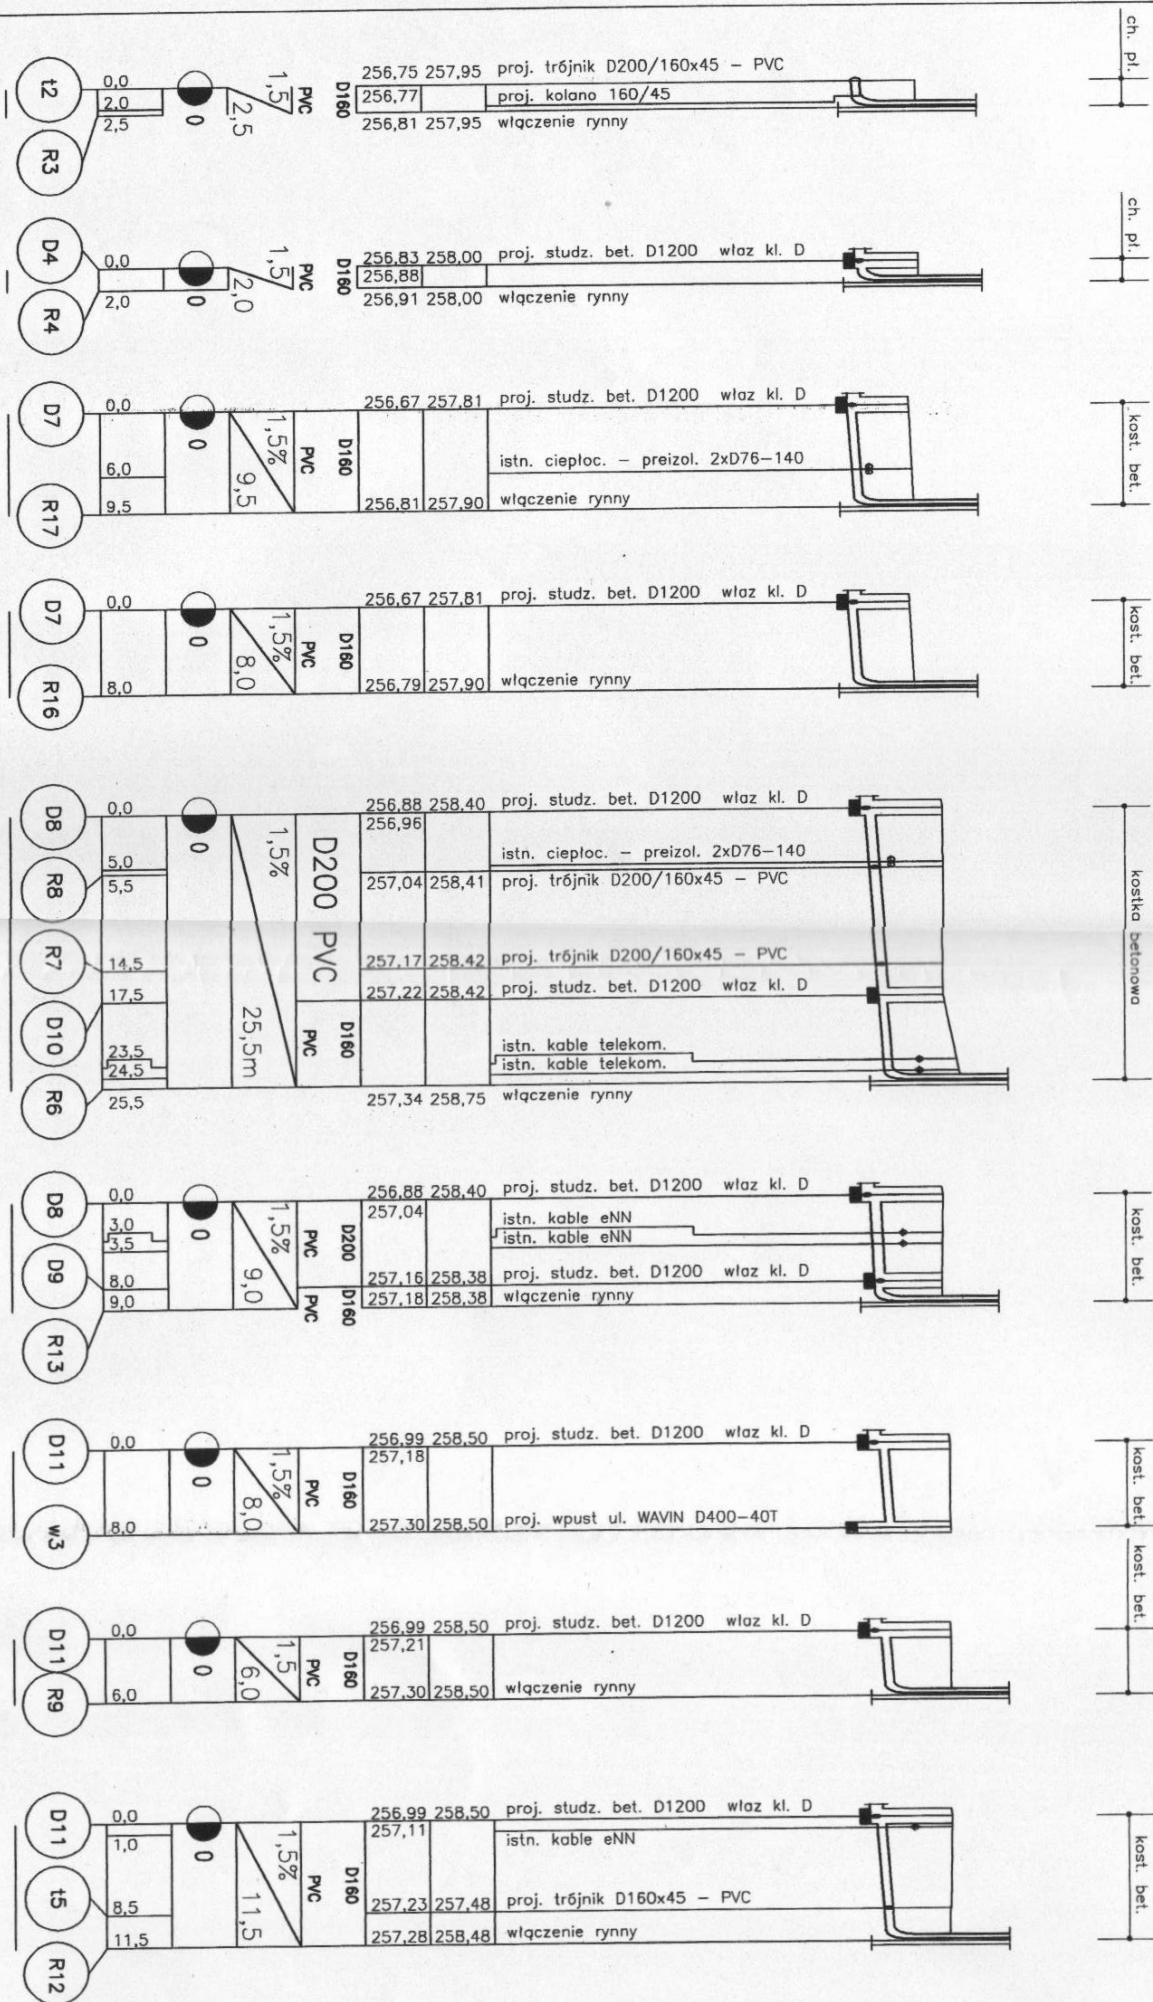 ch. pł.
256,75 257,95 proj. trójnik D200/160x45 – PVC
256,77 proj. kolano 160/45
256,81 257,95 włączenie rynny
D160
PVC
1,5
2,5
0
0,0
2,0
2,5
t2
R3
ch. pł.
256,83 258,00 proj. studz. bet. D1200 właz kl. D
256,88
256,91 258,00 włączenie rynny
D160
PVC
1,5
2,0
0
0,0
2,0
D4
R4
kost. bet.
256,67 257,81 proj. studz. bet. D1200 właz kl. D
istn. ciepłoc. – preizol. 2xD76–140
256,81 257,90 włączenie rynny
D160
PVC
1,5%
9,5
0
0,0
6,0
9,5
D7
R17
kost. bet.
256,67 257,81 proj. studz. bet. D1200 właz kl. D
256,79 257,90 włączenie rynny
D160
PVC
1,5%
8,0
0
0,0
8,0
D7
R16
kostka betonowa
256,88 258,40 proj. studz. bet. D1200 właz kl. D
256,96
istn. ciepłoc. – preizol. 2xD76–140
257,04 258,41 proj. trójnik D200/160x45 – PVC
257,17 258,42 proj. trójnik D200/160x45 – PVC
257,22 258,42 proj. studz. bet. D1200 właz kl. D
istn. kable telekom.
istn. kable telekom.
257,34 258,75 włączenie rynny
D200 PVC
D160
PVC
1,5%
25,5m
0
0,0
5,0
5,5
14,5
17,5
23,5
24,5
25,5
D8
R8
R7
D10
R6
kost. bet.
256,88 258,40 proj. studz. bet. D1200 właz kl. D
257,04
istn. kable eNN
istn. kable eNN
257,16 258,38 proj. studz. bet. D1200 właz kl. D
257,18 258,38 włączenie rynny
D200
PVC
D160
PVC
1,5%
9,0
0
0,0
3,0
3,5
8,0
9,0
D8
D9
R13
kost. bet.
256,99 258,50 proj. studz. bet. D1200 właz kl. D
257,18
257.30 258,50 proj. wpust ul. WAVIN D400–40T
D160
PVC
1,5%
8,0
0
0,0
8,0
D11
w3
kost. bet.
256,99 258,50 proj. studz. bet. D1200 właz kl. D
257,21
257,30 258,50 włączenie rynny
D160
PVC
1,5
6,0
0
0,0
6,0
D11
R9
kost. bet.
256,99 258,50 proj. studz. bet. D1200 właz kl. D
257,11
istn. kable eNN
257,23 257,48 proj. trójnik D160x45 – PVC
257,28 258,48 włączenie rynny
D160
PVC
1,5%
11,5
0
0,0
1,0
8,5
11,5
D11
t5
R12